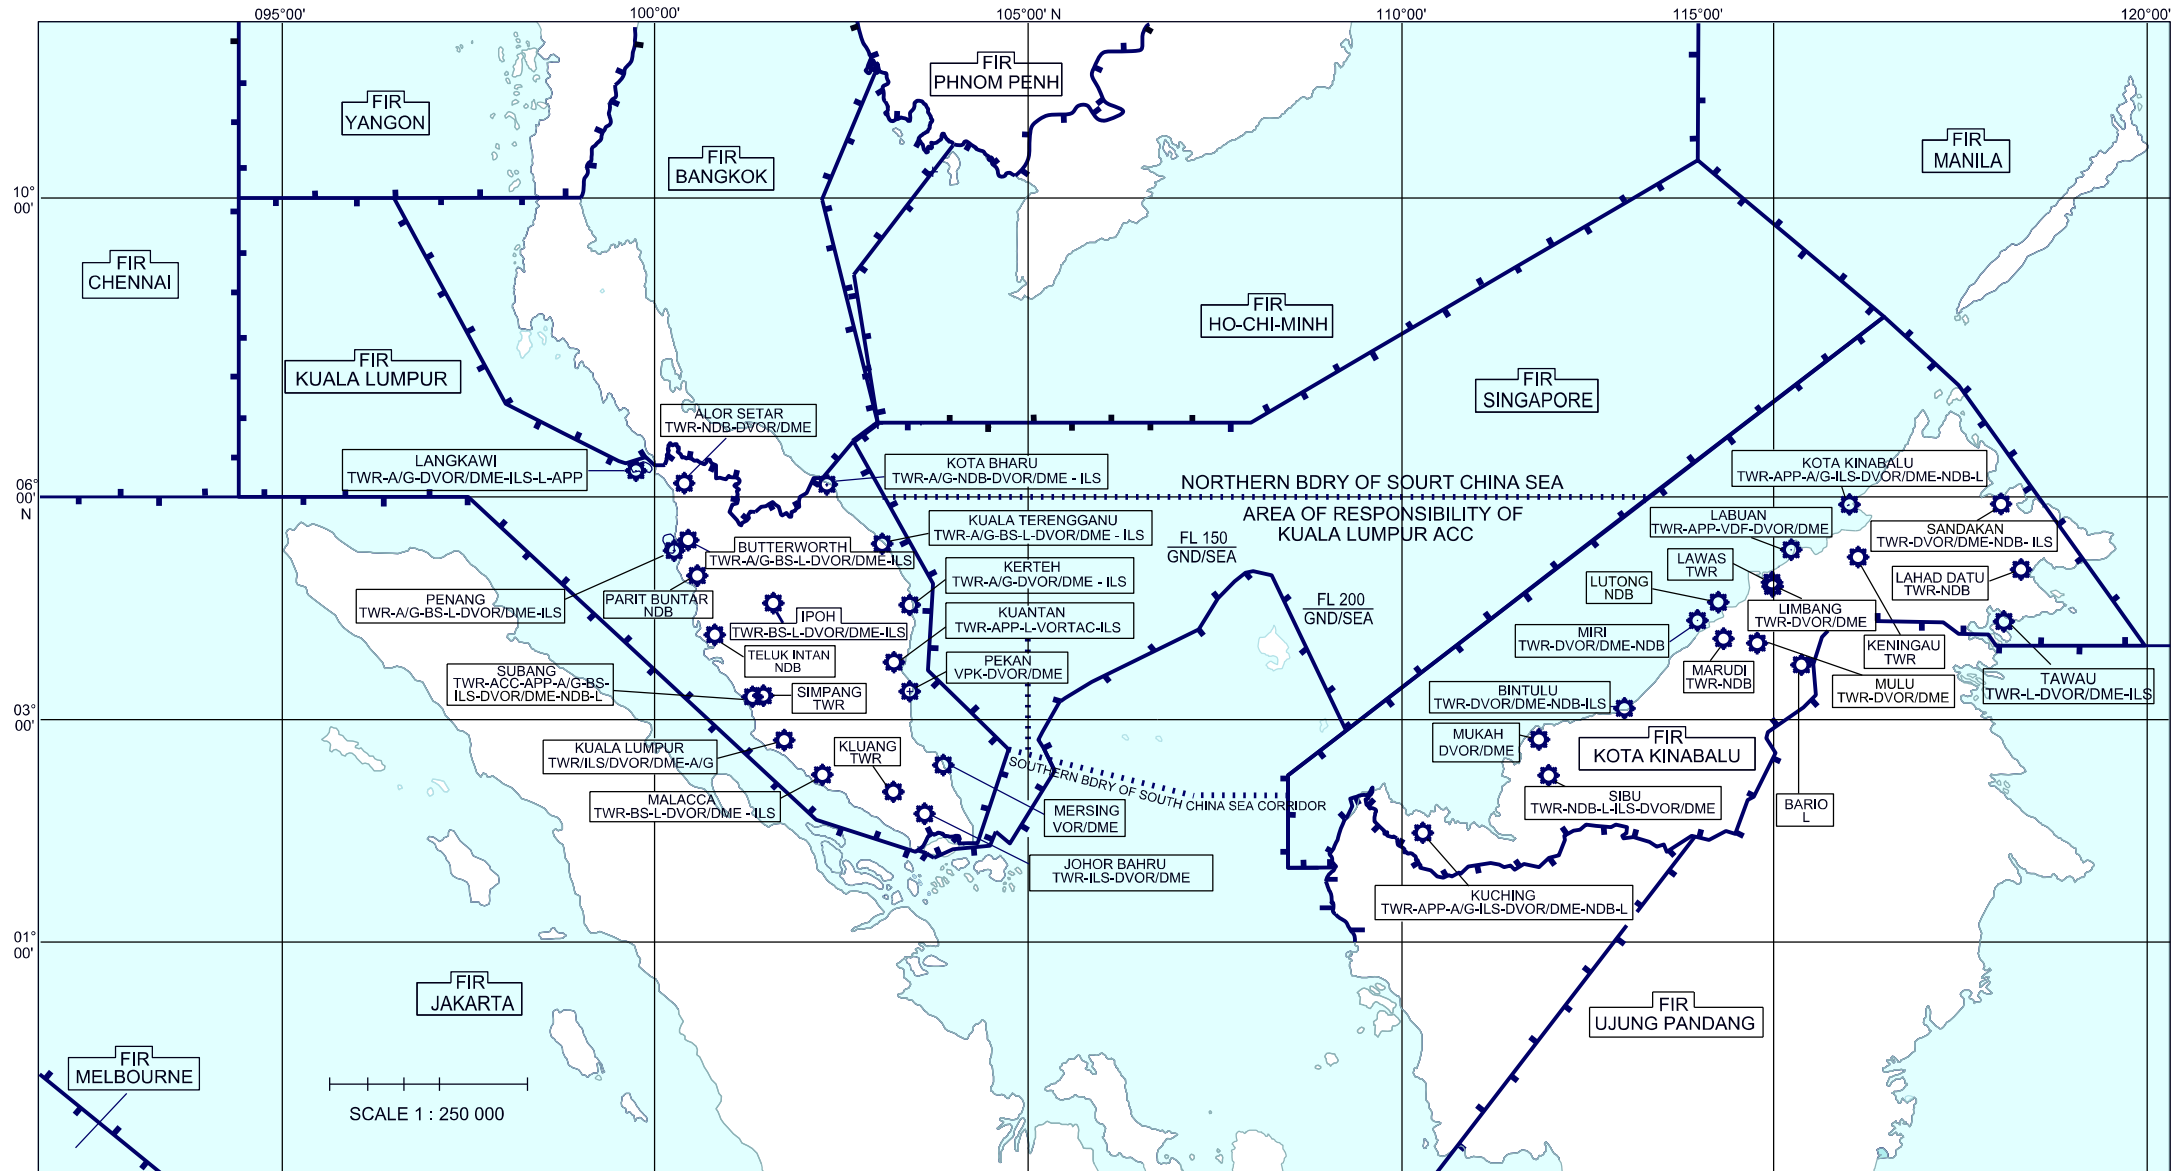 095°00'
100°00'
105°00' N
110°00'
115°00'
120°00'
FIR
PHNOM PENH
FIR
YANGON
FIR
BANGKOK
FIR
MANILA
10°
00'
FIR
CHENNAI
FIR
HO-CHI-MINH
FIR
KUALA LUMPUR
FIR
SINGAPORE
ALOR SETAR
TWR-NDB-DVOR/DME
LANGKAWI
TWR-A/G-DVOR/DME-ILS-L-APP
KOTA BHARU
TWR-A/G-NDB-DVOR/DME - ILS
KOTA KINABALU
TWR-APP-A/G-ILS-DVOR/DME-NDB-L
06°
00'
N
NORTHERN BDRY OF SOURT CHINA SEA
AREA OF RESPONSIBILITY OF
KUALA LUMPUR ACC
KUALA TERENGGANU
TWR-A/G-BS-L-DVOR/DME - ILS
LABUAN
TWR-APP-VDF-DVOR/DME
SANDAKAN
TWR-DVOR/DME-NDB- ILS
FL 150
GND/SEA
BUTTERWORTH
TWR-A/G-BS-L-DVOR/DME-ILS
LAWAS
TWR
KERTEH
TWR-A/G-DVOR/DME - ILS
LUTONG
NDB
LAHAD DATU
TWR-NDB
PENANG
TWR-A/G-BS-L-DVOR/DME-ILS
PARIT BUNTAR
NDB
FL 200
GND/SEA
IPOH
TWR-BS-L-DVOR/DME-ILS
KUANTAN
TWR-APP-L-VORTAC-ILS
LIMBANG
TWR-DVOR/DME
MIRI
TWR-DVOR/DME-NDB
KENINGAU
TWR
TELUK INTAN
NDB
PEKAN
VPK-DVOR/DME
SUBANG
TWR-ACC-APP-A/G-BS-
ILS-DVOR/DME-NDB-L
MARUDI
TWR-NDB
TAWAU
TWR-L-DVOR/DME-ILS
SIMPANG
TWR
MULU
TWR-DVOR/DME
BINTULU
TWR-DVOR/DME-NDB-ILS
03°
00'
MUKAH
DVOR/DME
FIR
KOTA KINABALU
KUALA LUMPUR
TWR/ILS/DVOR/DME-A/G
KLUANG
TWR
SOUTHERN BDRY OF SOUTH CHINA SEA CORRIDOR
MALACCA
TWR-BS-L-DVOR/DME - ILS
SIBU
TWR-NDB-L-ILS-DVOR/DME
BARIO
L
MERSING
VOR/DME
JOHOR BAHRU
TWR-ILS-DVOR/DME
KUCHING
TWR-APP-A/G-ILS-DVOR/DME-NDB-L
01°
00'
FIR
JAKARTA
FIR
UJUNG PANDANG
FIR
MELBOURNE
SCALE 1 : 250 000